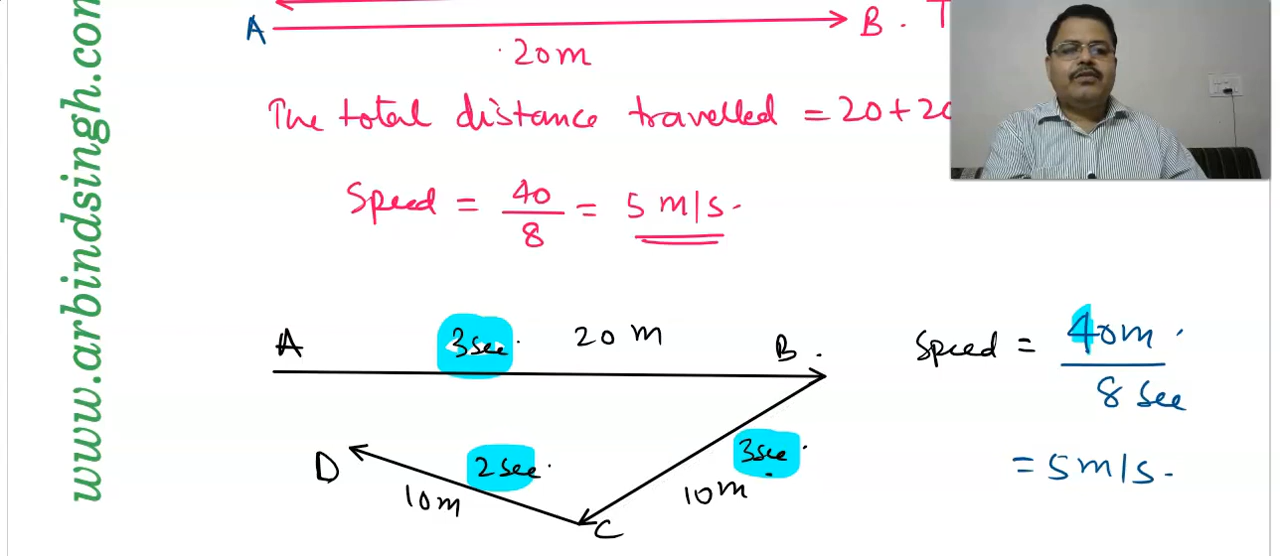 www.arbindsingh.com
A
B.
20m
The total distance travelled = 20+20
Speed = 40/8 = 5 m/s.
A
3sec.
20 m
B.
Speed = 40m / 8 sec
D
2sec.
3sec.
10m
10m
= 5m/s.
C